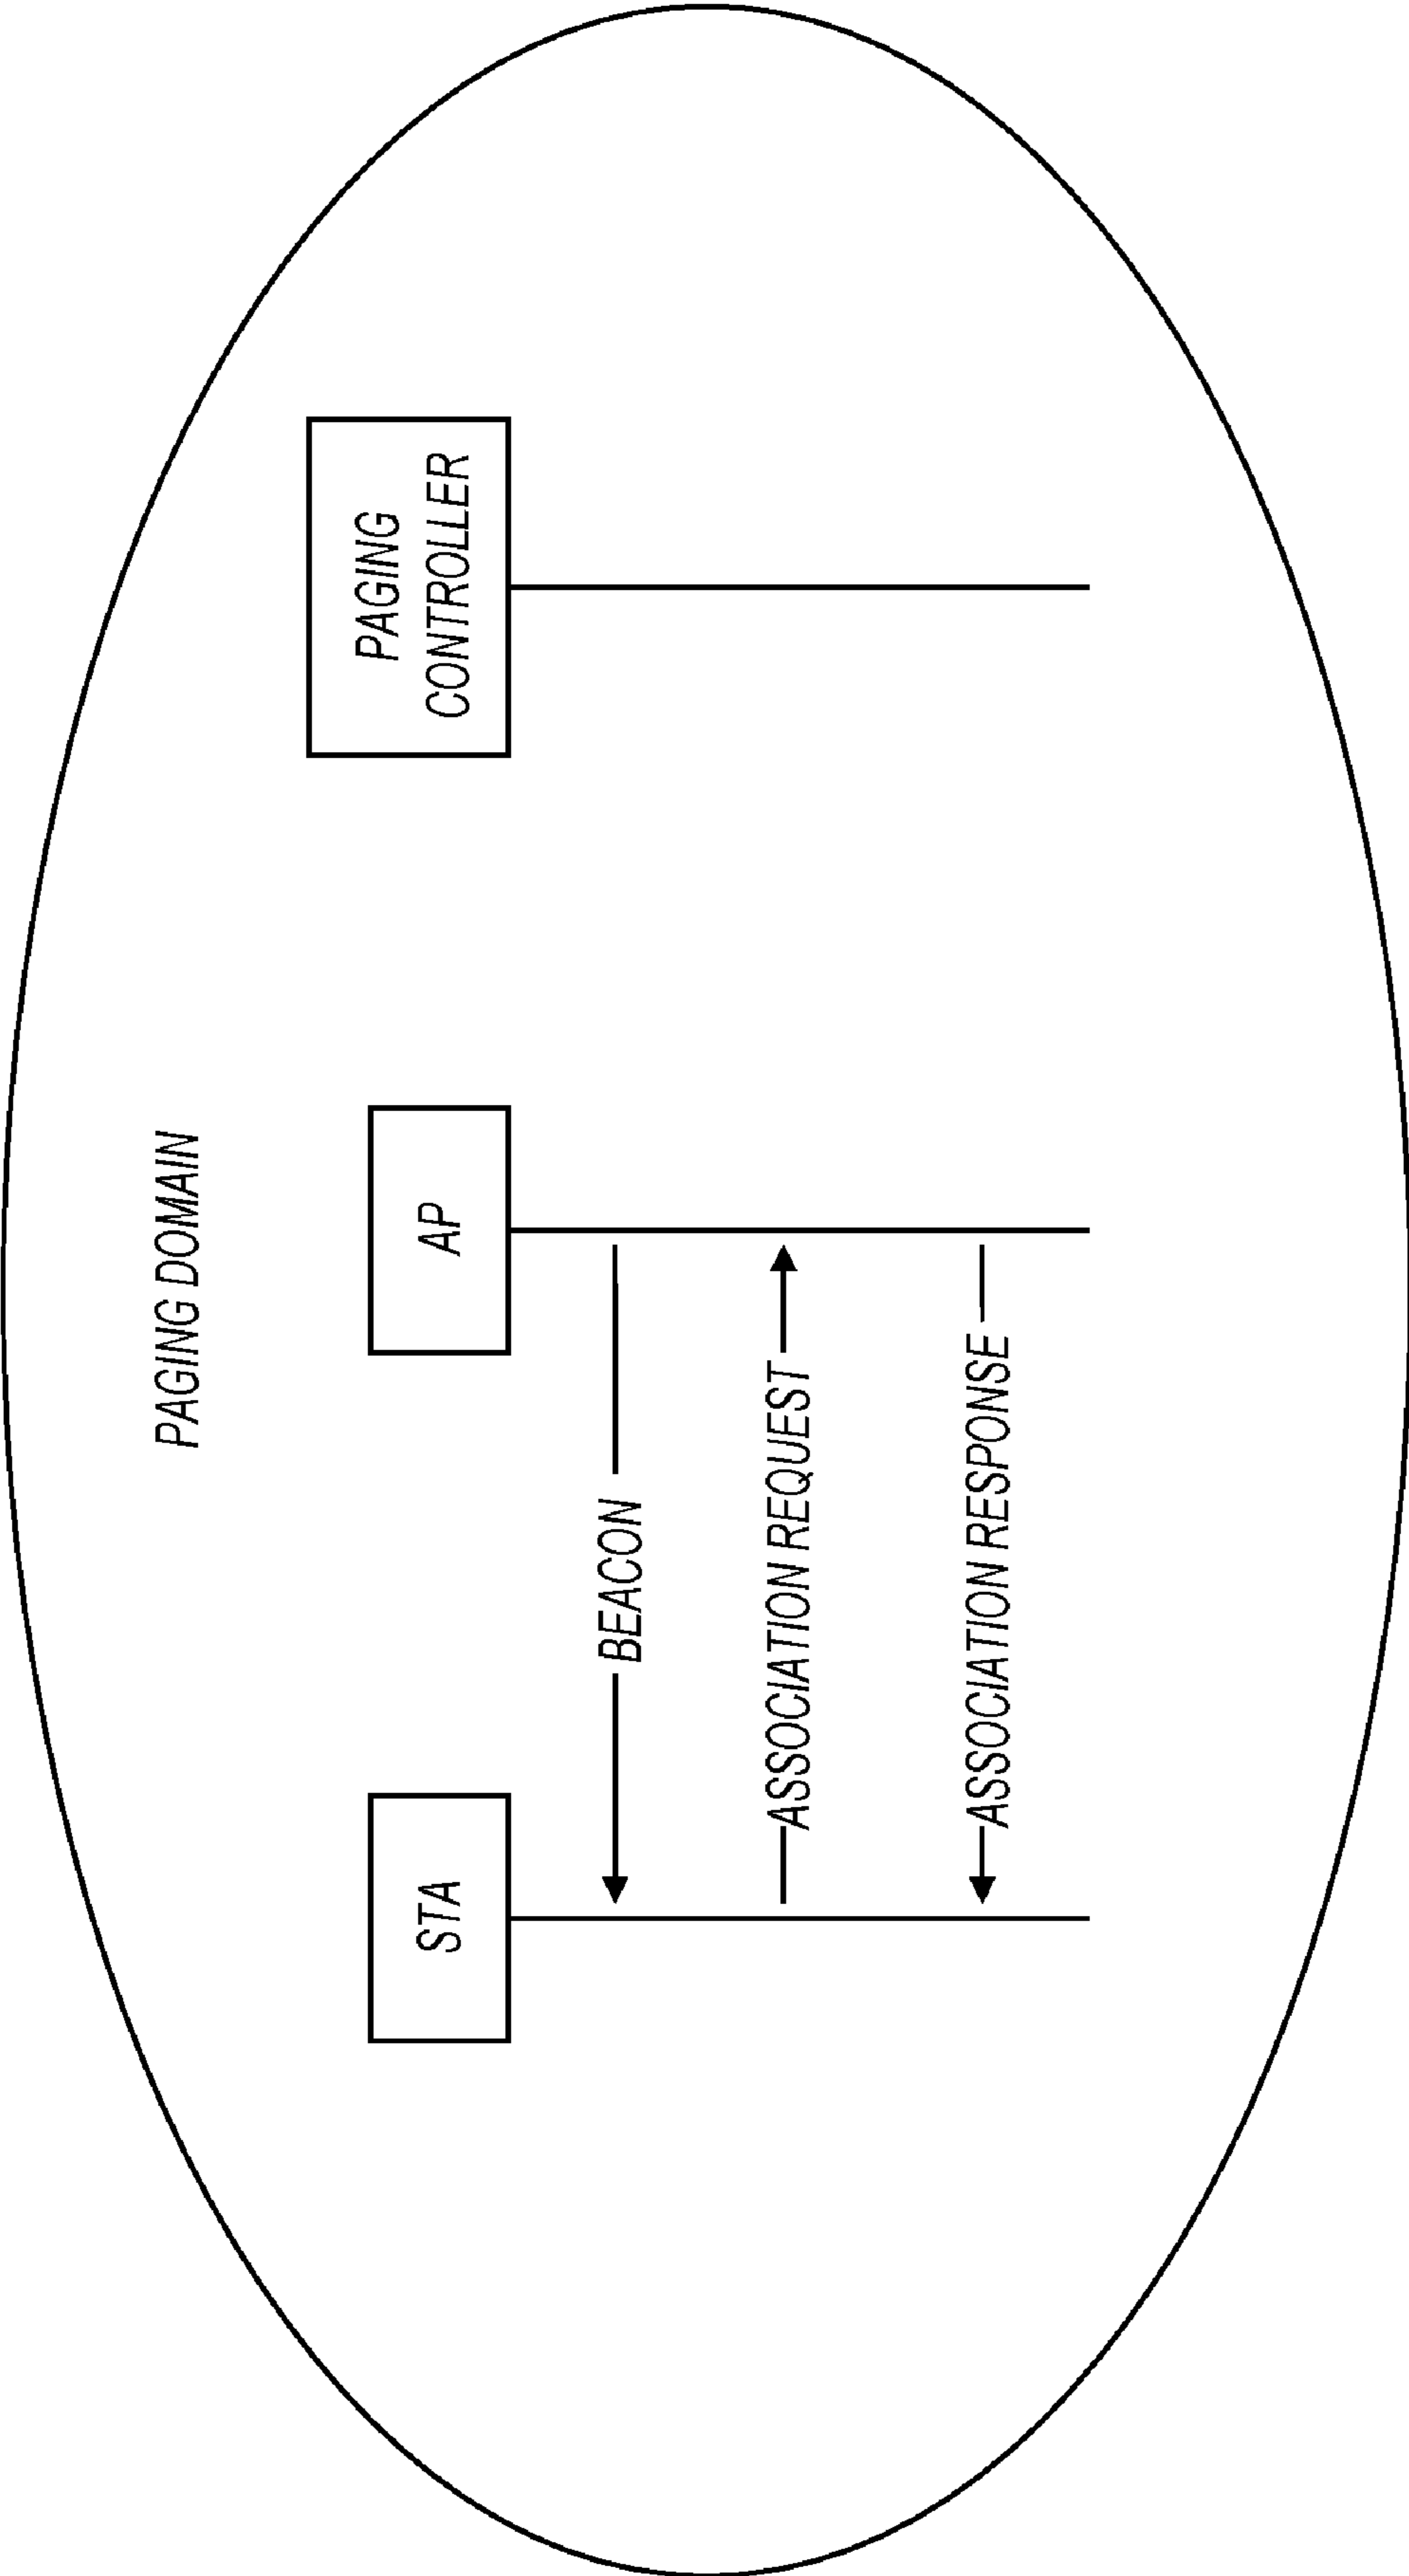 PAGING DOMAIN
STA
AP
PAGING
CONTROLLER
BEACON
ASSOCIATION REQUEST
ASSOCIATION RESPONSE